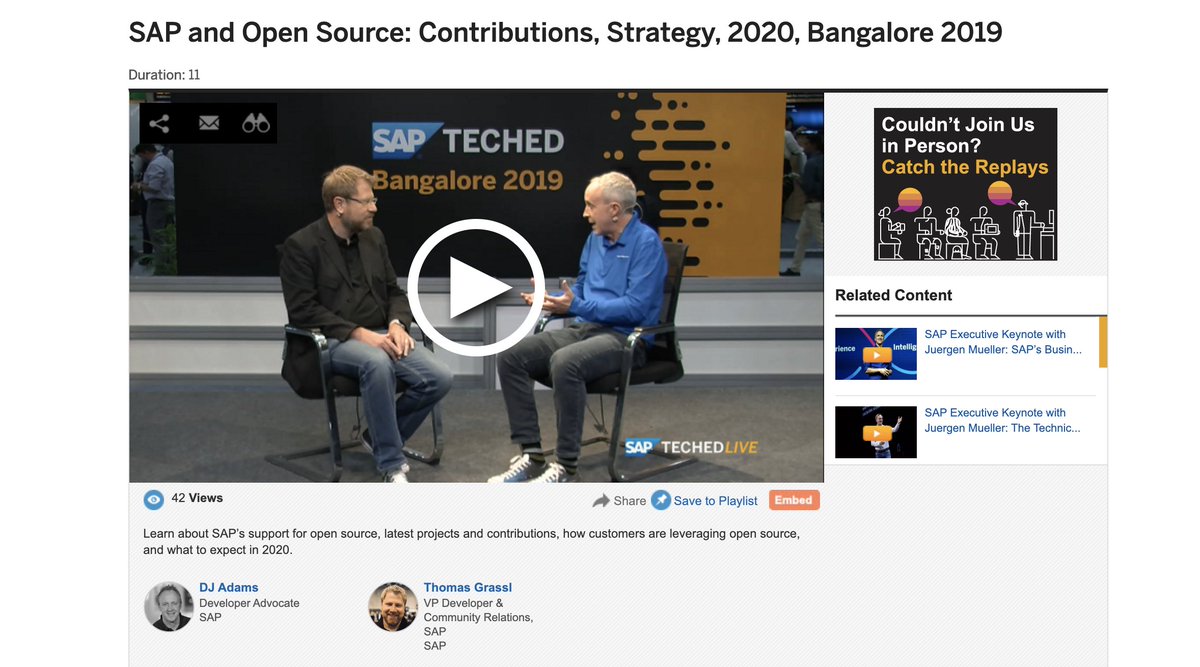 SAP and Open Source: Contributions, Strategy, 2020, Bangalore 2019
Duration: 11
SAP TECHED
Bangalore 2019
SAP TECHED LIVE
Couldn't Join Us
in Person?
Catch the Replays
Related Content
rience
Intellig
SAP Executive Keynote with
Juergen Mueller: SAP's Busin...
SAP Executive Keynote with
Juergen Mueller: The Technic...
42 Views
Share
Save to Playlist
Embed
Learn about SAP's support for open source, latest projects and contributions, how customers are leveraging open source,
and what to expect in 2020.
DJ Adams
Developer Advocate
SAP
Thomas Grassl
VP Developer &
Community Relations,
SAP
SAP